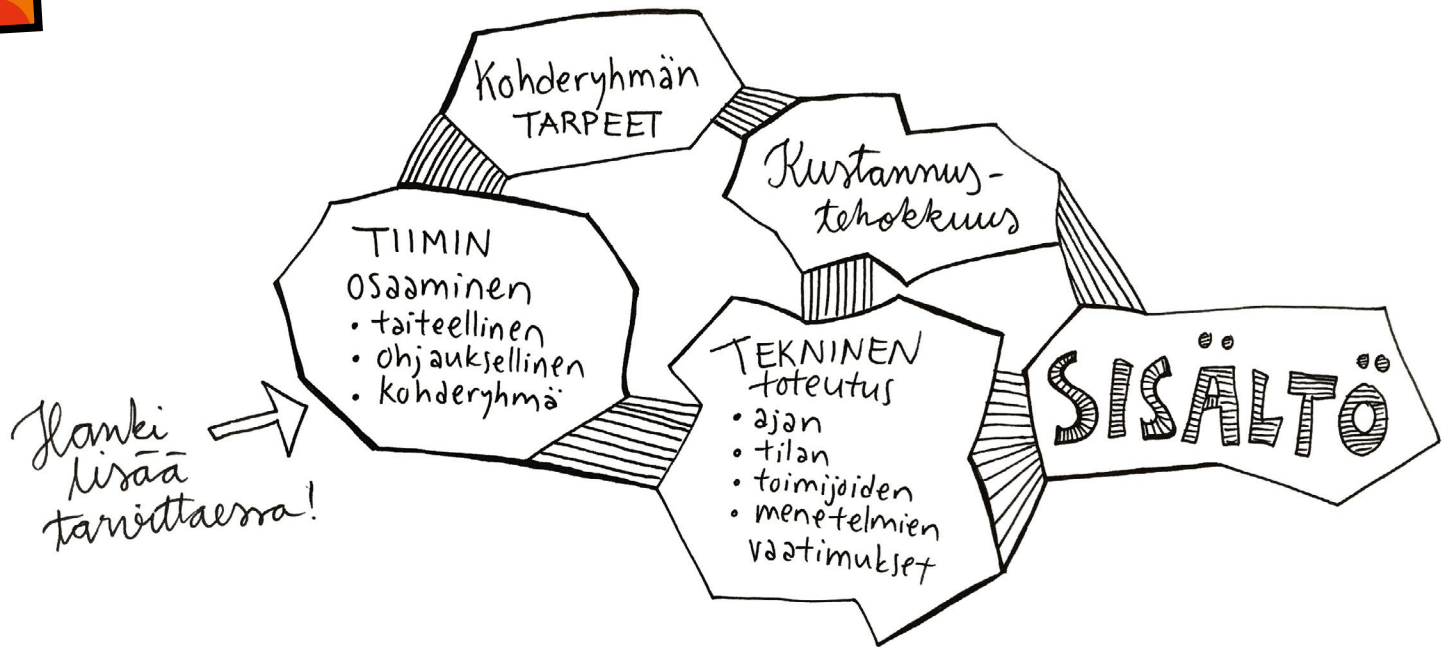 Kohderyhmän
TARPEET
Kustannus-
tehokkuus
TIIMIN
osaaminen
• taiteellinen
• ohjauksellinen
• kohderyhmä
Hanki
lisää
tarvittaessa!
TEKNINEN
toteutus
• ajan
• tilan
• toimijoiden
• menetelmien
vaatimukset
SISÄLTÖ